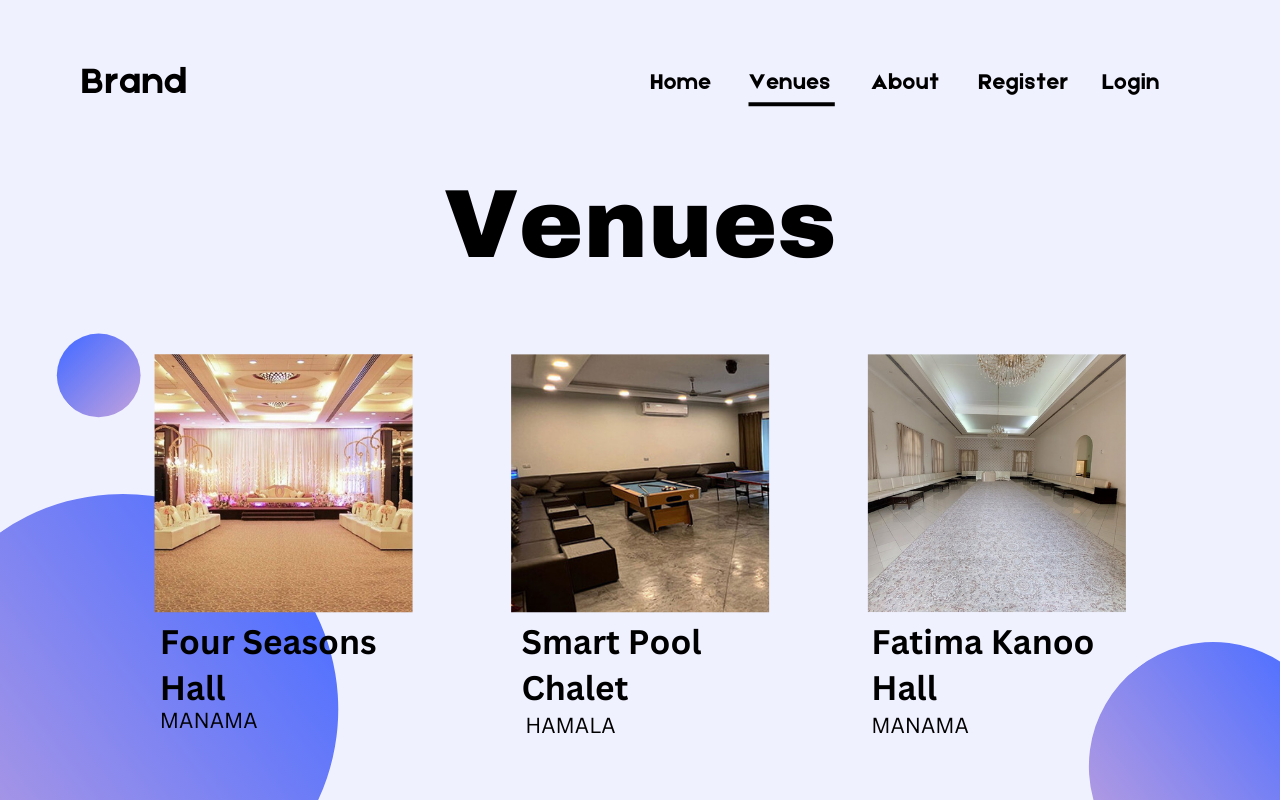 Brand
Home Venues About Register Login
Venues
Four Seasons
Hall
MANAMA
Smart Pool
Chalet
HAMALA
Fatima Kanoo
Hall
MANAMA